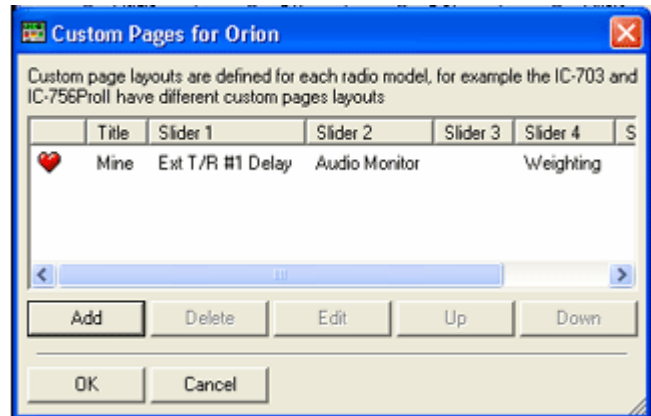 Custom Pages for Orion
Custom page layouts are defined for each radio model, for example the IC-703 and
IC-756ProII have different custom pages layouts
Title Slider 1 Slider 2 Slider 3 Slider 4 S
Mine Ext T/R #1 Delay Audio Monitor Weighting
Add Delete Edit Up Down
OK Cancel